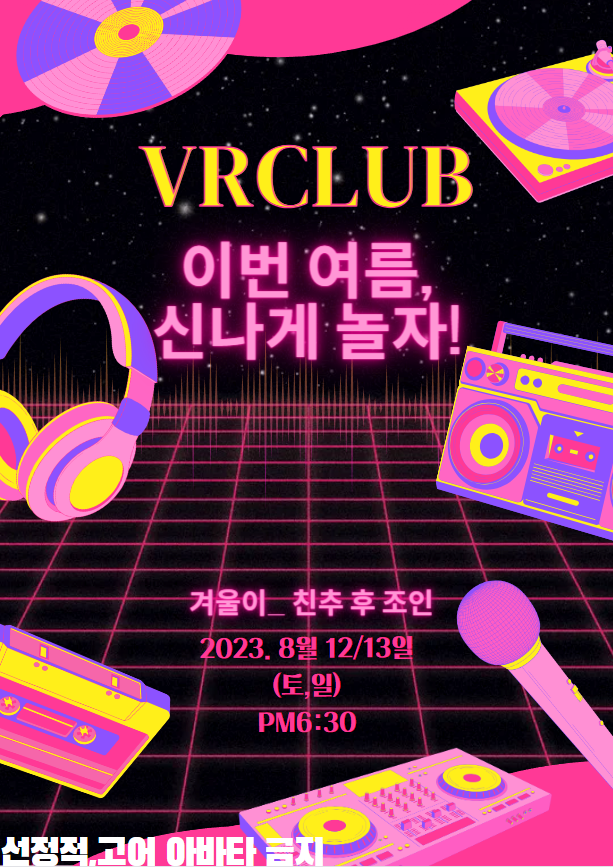 VRCLUB
이번 여름,
신나게 놀자!
겨울이_ 친추 후 조인
2023. 8월 12/13일
(토,일)
PM6:30
선정적,고어 아바타 금지